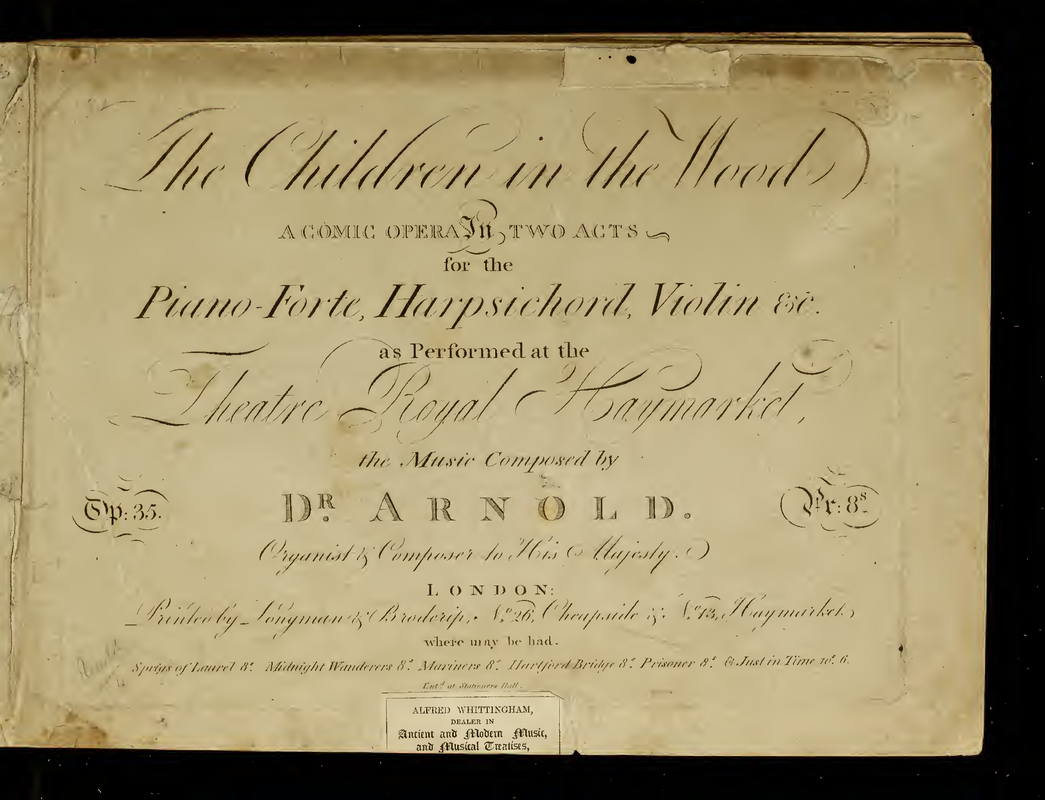 The Children in the Wood
A COMIC OPERA In TWO ACTS
for the
Piano-Forte, Harpsichord, Violin &c.
as Performed at the
Theatre Royal Haymarket,
the Music Composed by
Op: 35.
DR. ARNOLD.
Pr: 8s.
Organist & Composer to His Majesty.
LONDON:
Printed by Longman & Broderip, No. 26, Cheapside & No. 13, Haymarket,
where may be had.
Sprigs of Laurel 8s. Midnight Wanderers 8s. Mariners 8s. Hartford Bridge 8s. Prisoner 8s. & Just in Time 10s. 6.
Entd. at Stationers Hall.
ALFRED WHITTINGHAM,
DEALER IN
Ancient and Modern Music,
and Musical Treatises,